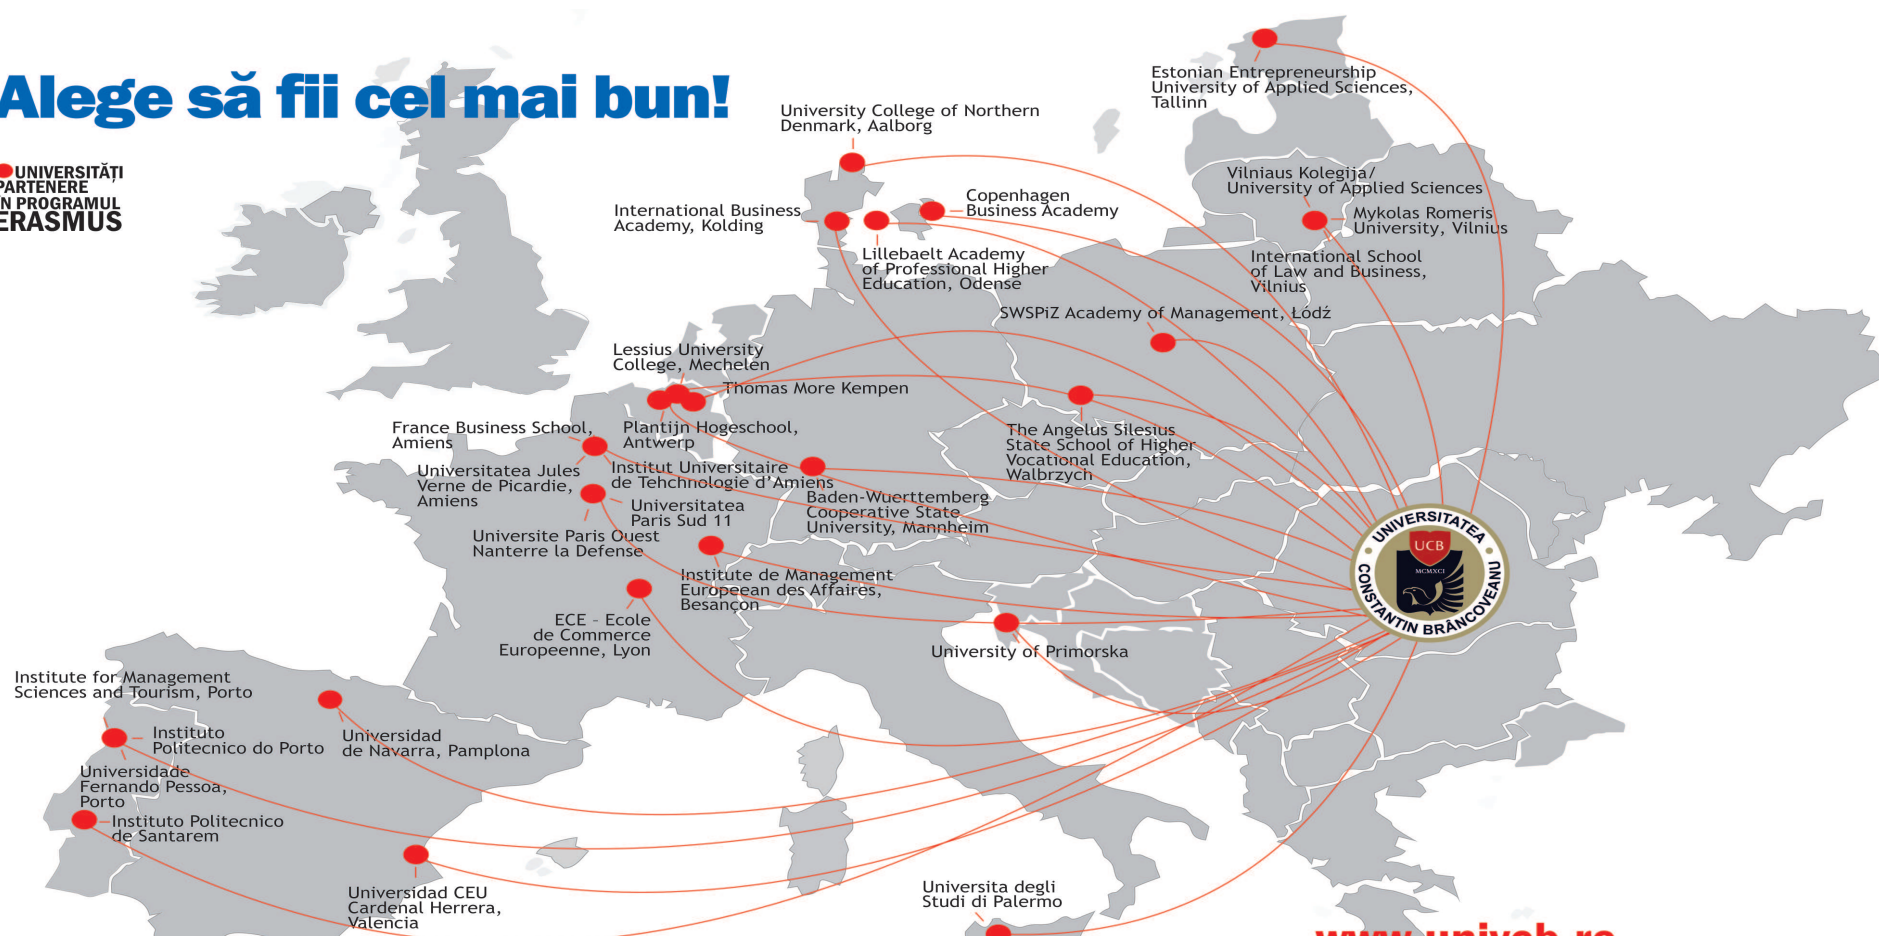 Alege să fii cel mai bun!
UNIVERSITĂȚI
PARTENERE
ÎN PROGRAMUL
ERASMUS
Estonian Entrepreneurship
University of Applied Sciences,
Tallinn
University College of Northern
Denmark, Aalborg
Vilniaus Kolegija/
University of Applied Sciences
Copenhagen
Business Academy
International Business
Academy, Kolding
Mykolas Romeris
University, Vilnius
Lillebaelt Academy
of Professional Higher
Education, Odense
International School
of Law and Business,
Vilnius
SWSPiZ Academy of Management, Łódź
Lessius University
College, Mechelen
Thomas More Kempen
France Business School,
Amiens
Plantijn Hogeschool,
Antwerp
The Angelus Silesius
State School of Higher
Vocational Education,
Walbrzych
Universitatea Jules
Verne de Picardie,
Amiens
Institut Universitaire
de Tehchnologie d'Amiens
Baden-Wuerttemberg
Cooperative State
University, Mannheim
Universitatea
Paris Sud 11
Universite Paris Ouest
Nanterre la Defense
UNIVERSITATEA
CONSTANTIN BRÂNCOVEANU
UCB
MCMXCI
Institute de Management
Europeean des Affaires,
Besançon
ECE - Ecole
de Commerce
Europeenne, Lyon
University of Primorska
Institute for Management
Sciences and Tourism, Porto
Instituto
Politecnico do Porto
Universidad
de Navarra, Pamplona
Universidade
Fernando Pessoa,
Porto
Instituto Politecnico
de Santarem
Universidad CEU
Cardenal Herrera,
Valencia
Universita degli
Studi di Palermo
www.univcb.ro